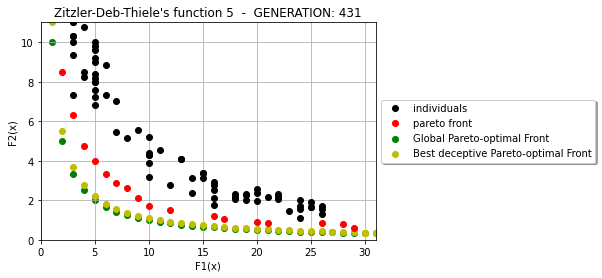 Zitzler-Deb-Thiele's function 5 - GENERATION: 431
F2(x)
10
8
6
4
2
0
0 5 10 15 20 25 30
F1(x)
individuals
pareto front
Global Pareto-optimal Front
Best deceptive Pareto-optimal Front